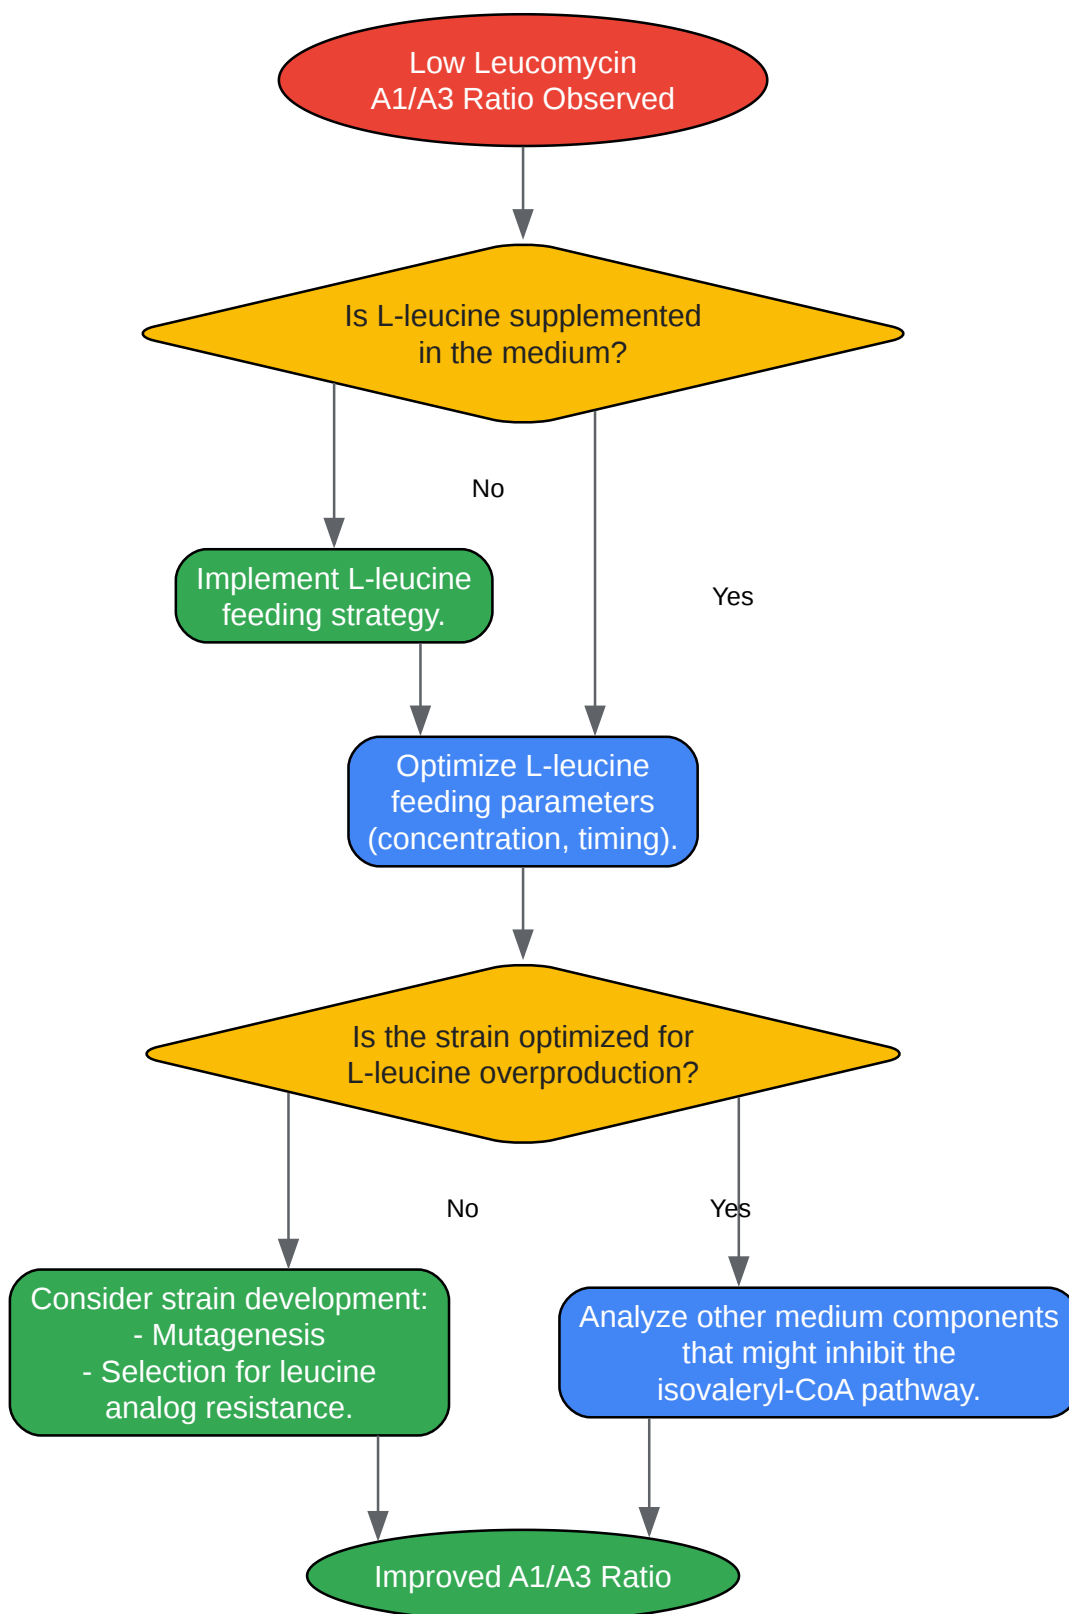 Low Leucomycin
A1/A3 Ratio Observed
Is L-leucine supplemented
in the medium?
No
Implement L-leucine
feeding strategy.
Yes
Optimize L-leucine
feeding parameters
(concentration, timing).
Is the strain optimized for
L-leucine overproduction?
No
Yes
Consider strain development:
- Mutagenesis
- Selection for leucine
analog resistance.
Analyze other medium components
that might inhibit the
isovaleryl-CoA pathway.
Improved A1/A3 Ratio